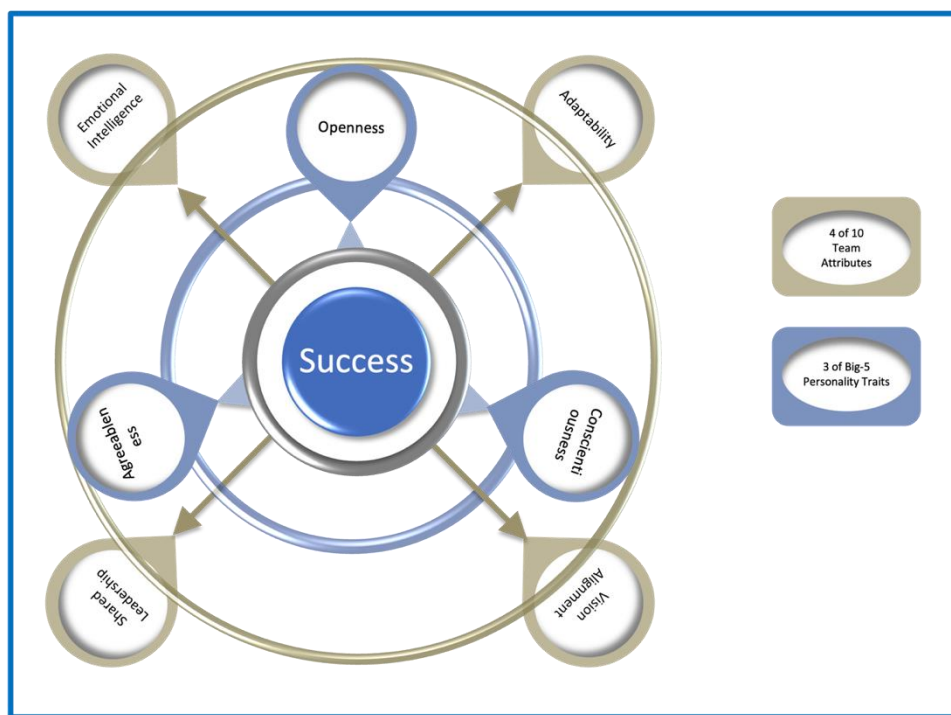 Emotional
Intelligence
Openness
Adaptability
Success
Agreeablen
ess
Conscienti
ousness
Shared
Leadership
Vision
Alignment
4 of 10
Team
Attributes
3 of Big-5
Personality Traits